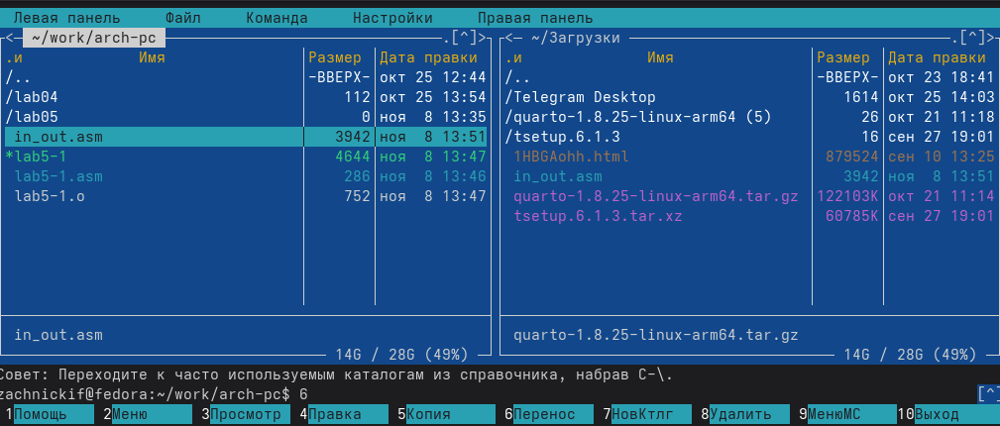 Левая панель Файл Команда Настройки Правая панель
<─ ~/work/arch-pc .[^]> <─ ~/Загрузки .[^]>
.и Имя Размер Дата правки .и Имя Размер Дата правки
/.. -ВВЕРХ- окт 25 12:44 /.. -ВВЕРХ- окт 23 18:41
/lab04 112 окт 25 13:54 /Telegram Desktop 1614 окт 25 14:03
/lab05 0 ноя 8 13:35 /quarto-1.8.25-linux-arm64 (5) 26 окт 21 11:18
in_out.asm 3942 ноя 8 13:51 /tsetup.6.1.3 16 сен 27 19:01
*lab5-1 4644 ноя 8 13:47 1HBGAohh.html 879524 сен 10 13:25
lab5-1.asm 286 ноя 8 13:46 in_out.asm 3942 ноя 8 13:51
lab5-1.o 752 ноя 8 13:47 quarto-1.8.25-linux-arm64.tar.gz 122103K окт 21 11:14
tsetup.6.1.3.tar.xz 60785K сен 27 19:01
in_out.asm quarto-1.8.25-linux-arm64.tar.gz
14G / 28G (49%) 14G / 28G (49%)
Совет: Переходите к часто используемым каталогам из справочника, набрав C-\.
zachnickif@fedora:~/work/arch-pc$ 6 [^]
1Помощь 2Меню 3Просмотр 4Правка 5Копия 6Перенос 7НовКтлг 8Удалить 9МенюМС 10Выход